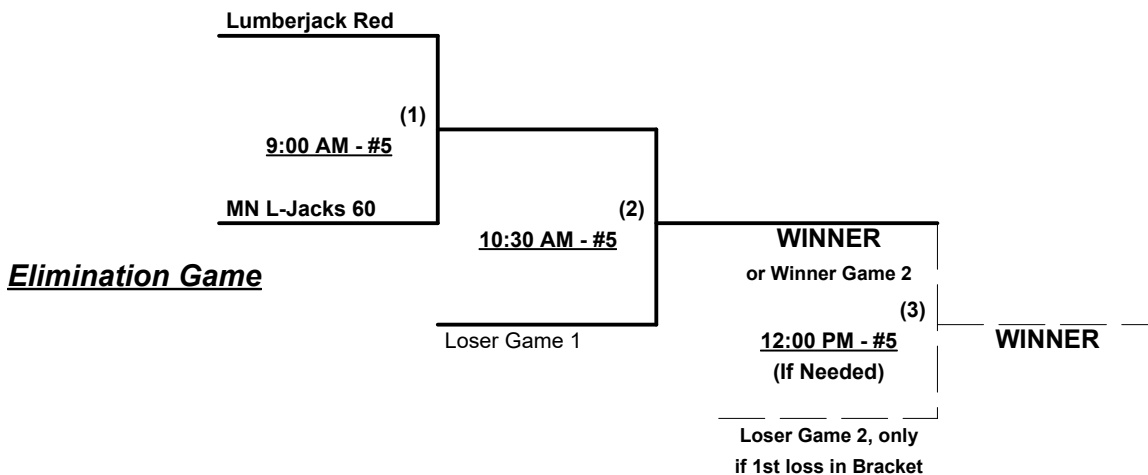 Lumberjack Red
(1)
9:00 AM - #5
MN L-Jacks 60
(2)
10:30 AM - #5
WINNER
or Winner Game 2
Elimination Game
(3)
Loser Game 1
12:00 PM - #5
WINNER
(If Needed)
Loser Game 2, only
if 1st loss in Bracket